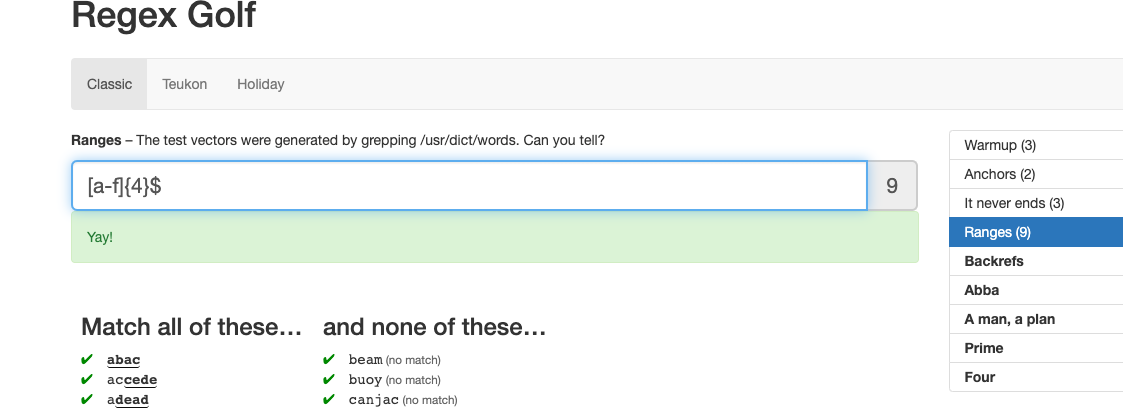 Regex Golf
Classic Teukon Holiday
Ranges – The test vectors were generated by grepping /usr/dict/words. Can you tell?
[a-f]{4}$ 9
Yay!
Match all of these… and none of these…
✔ abac ✔ beam (no match)
✔ accede ✔ buoy (no match)
✔ adead ✔ canjac (no match)
Warmup (3)
Anchors (2)
It never ends (3)
Ranges (9)
Backrefs
Abba
A man, a plan
Prime
Four